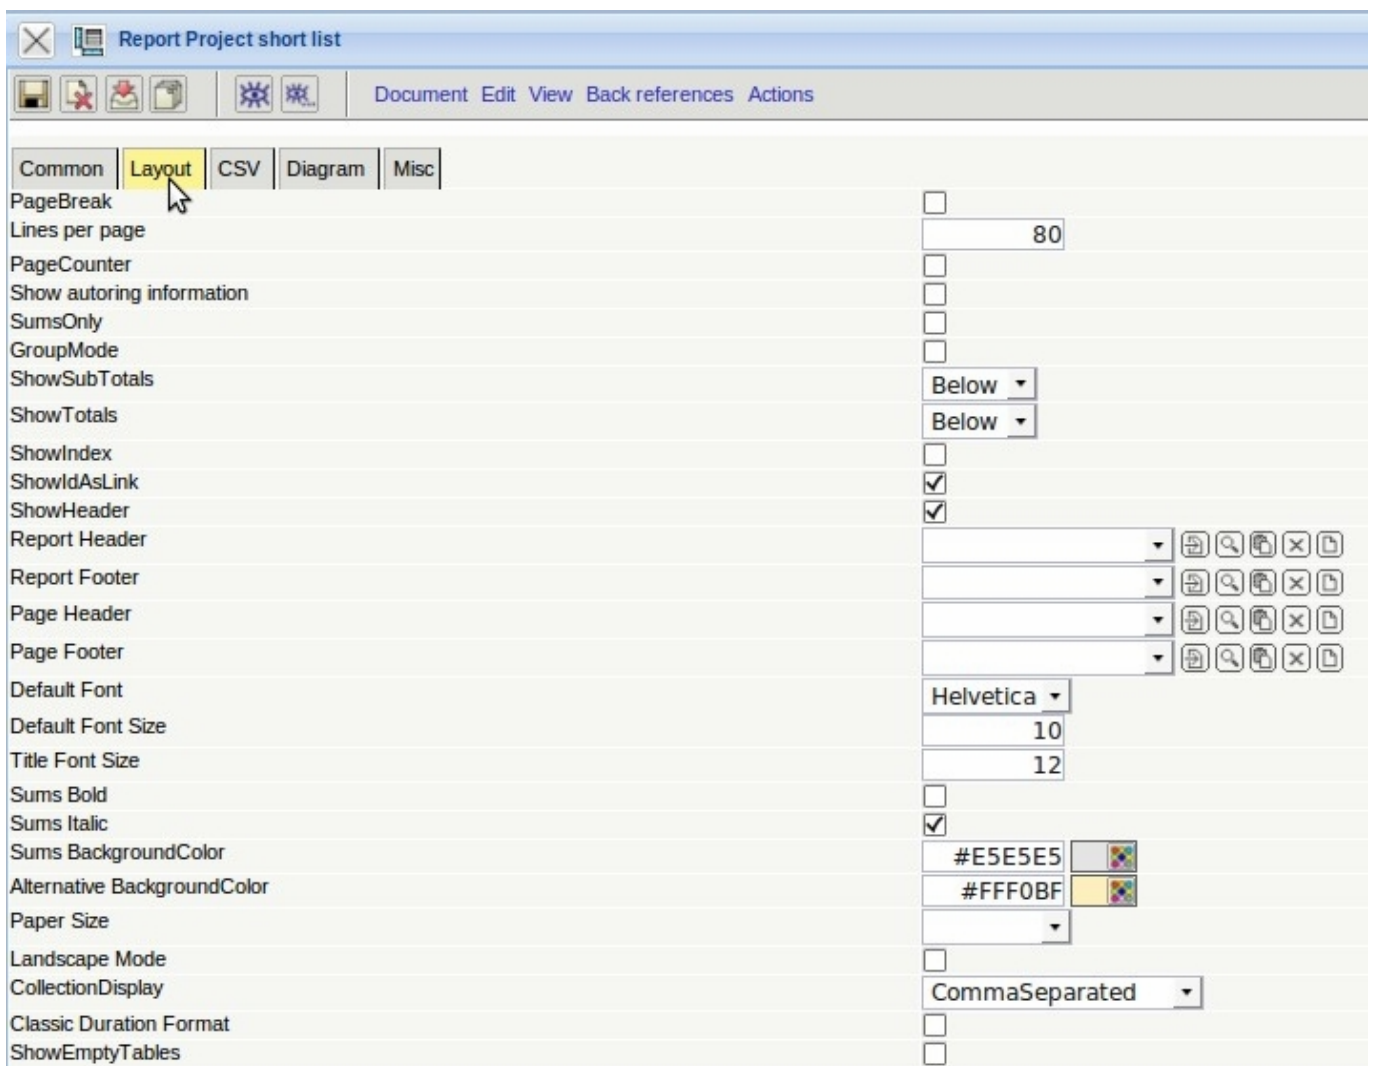 Report Project short list
Document Edit View Back references Actions
Common Layout CSV Diagram Misc
PageBreak
Lines per page 80
PageCounter
Show autoring information
SumsOnly
GroupMode
ShowSubTotals Below
ShowTotals Below
ShowIndex
ShowIdAsLink
ShowHeader
Report Header
Report Footer
Page Header
Page Footer
Default Font Helvetica
Default Font Size 10
Title Font Size 12
Sums Bold
Sums Italic
Sums BackgroundColor #E5E5E5
Alternative BackgroundColor #FFF0BF
Paper Size
Landscape Mode
CollectionDisplay CommaSeparated
Classic Duration Format
ShowEmptyTables